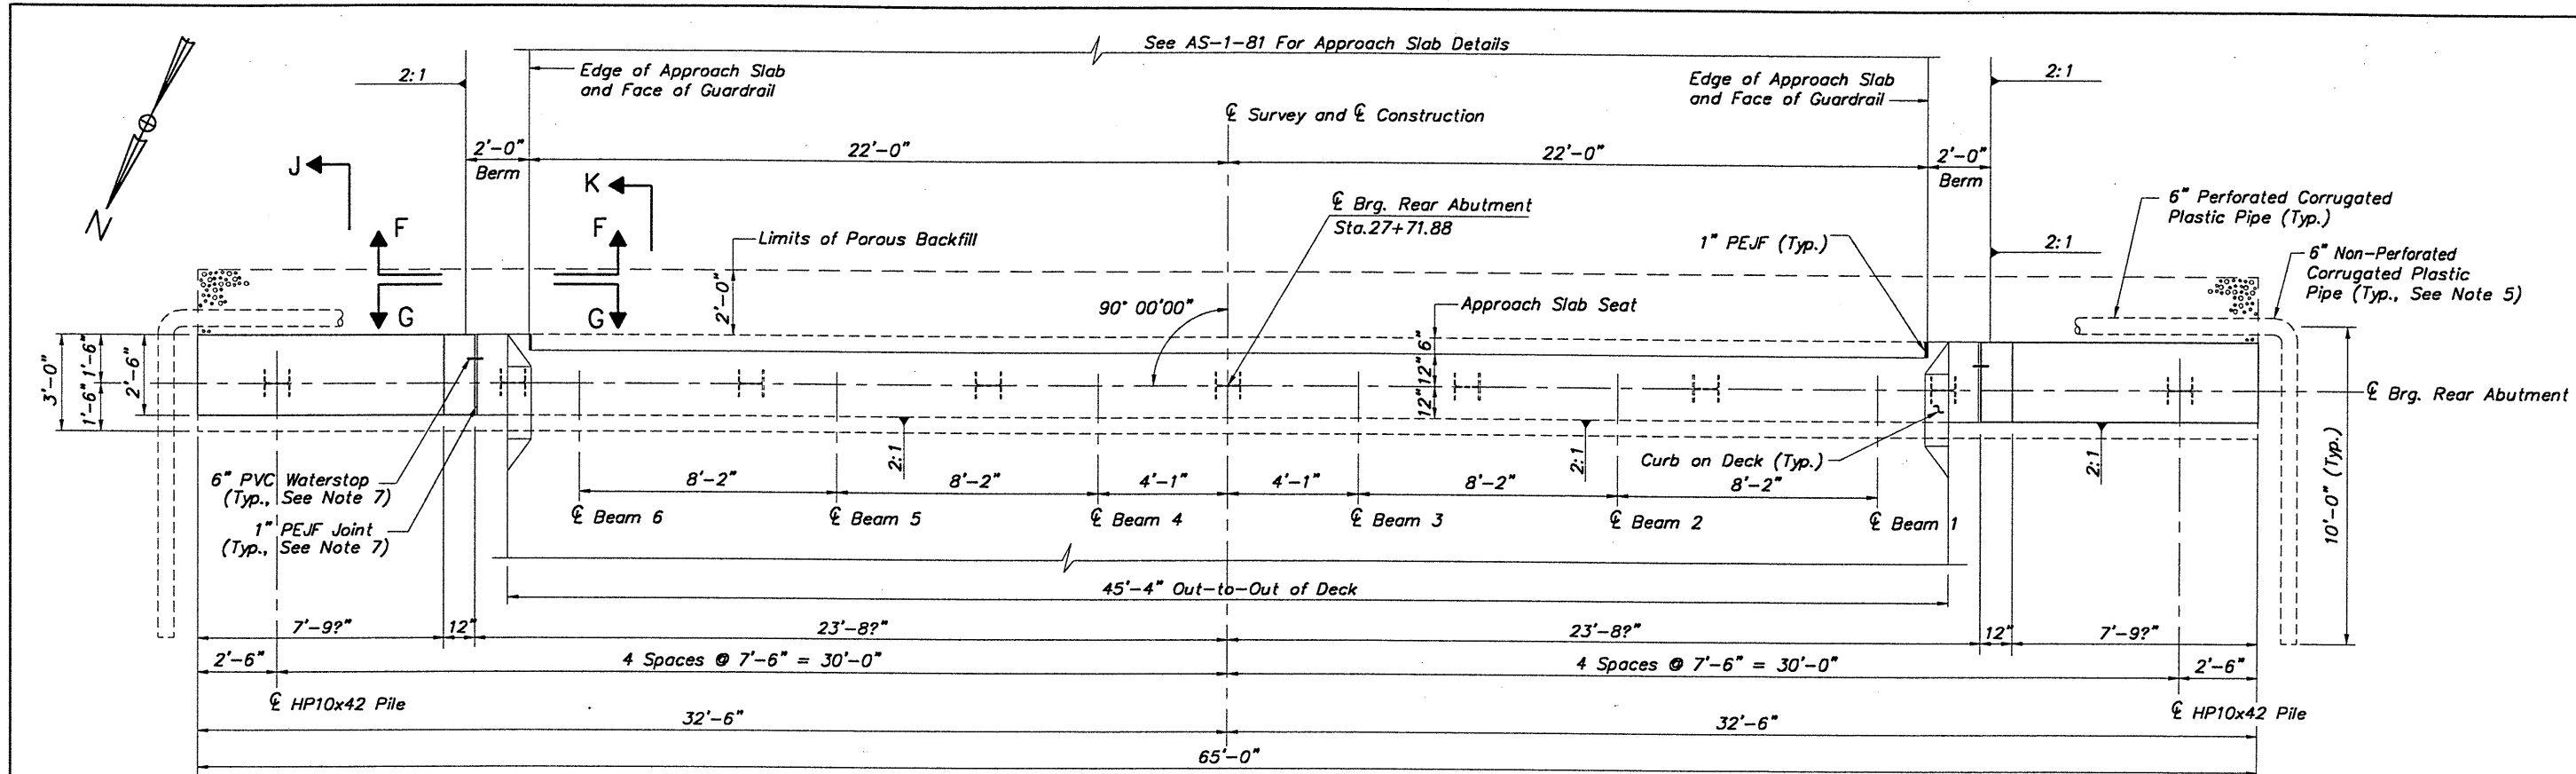 See AS-1-81 For Approach Slab Details
2:1
Edge of Approach Slab
and Face of Guardrail
Edge of Approach Slab
and Face of Guardrail
2:1
℄ Survey and ℄ Construction
2'-0"
Berm
22'-0"
22'-0"
2'-0"
Berm
J
K
N
F
F
G
G
Limits of Porous Backfill
2'-0"
℄ Brg. Rear Abutment
Sta.27+71.88
1" PEJF (Typ.)
2:1
6" Perforated Corrugated
Plastic Pipe (Typ.)
6" Non-Perforated
Corrugated Plastic
Pipe (Typ., See Note 5)
90° 00'00"
Approach Slab Seat
3'-0"
1'-6"
1'-6"
2'-6"
6"
12"
12"
℄ Brg. Rear Abutment
10'-0" (Typ.)
2:1
2:1
2:1
Curb on Deck (Typ.)
6" PVC Waterstop
(Typ., See Note 7)
1" PEJF Joint
(Typ., See Note 7)
8'-2"
8'-2"
4'-1"
4'-1"
8'-2"
8'-2"
℄ Beam 6
℄ Beam 5
℄ Beam 4
℄ Beam 3
℄ Beam 2
℄ Beam 1
45'-4" Out-to-Out of Deck
7'-9?"
12"
23'-8?"
23'-8?"
12"
7'-9?"
2'-6"
4 Spaces @ 7'-6" = 30'-0"
4 Spaces @ 7'-6" = 30'-0"
2'-6"
℄ HP10x42 Pile
℄ HP10x42 Pile
32'-6"
32'-6"
65'-0"